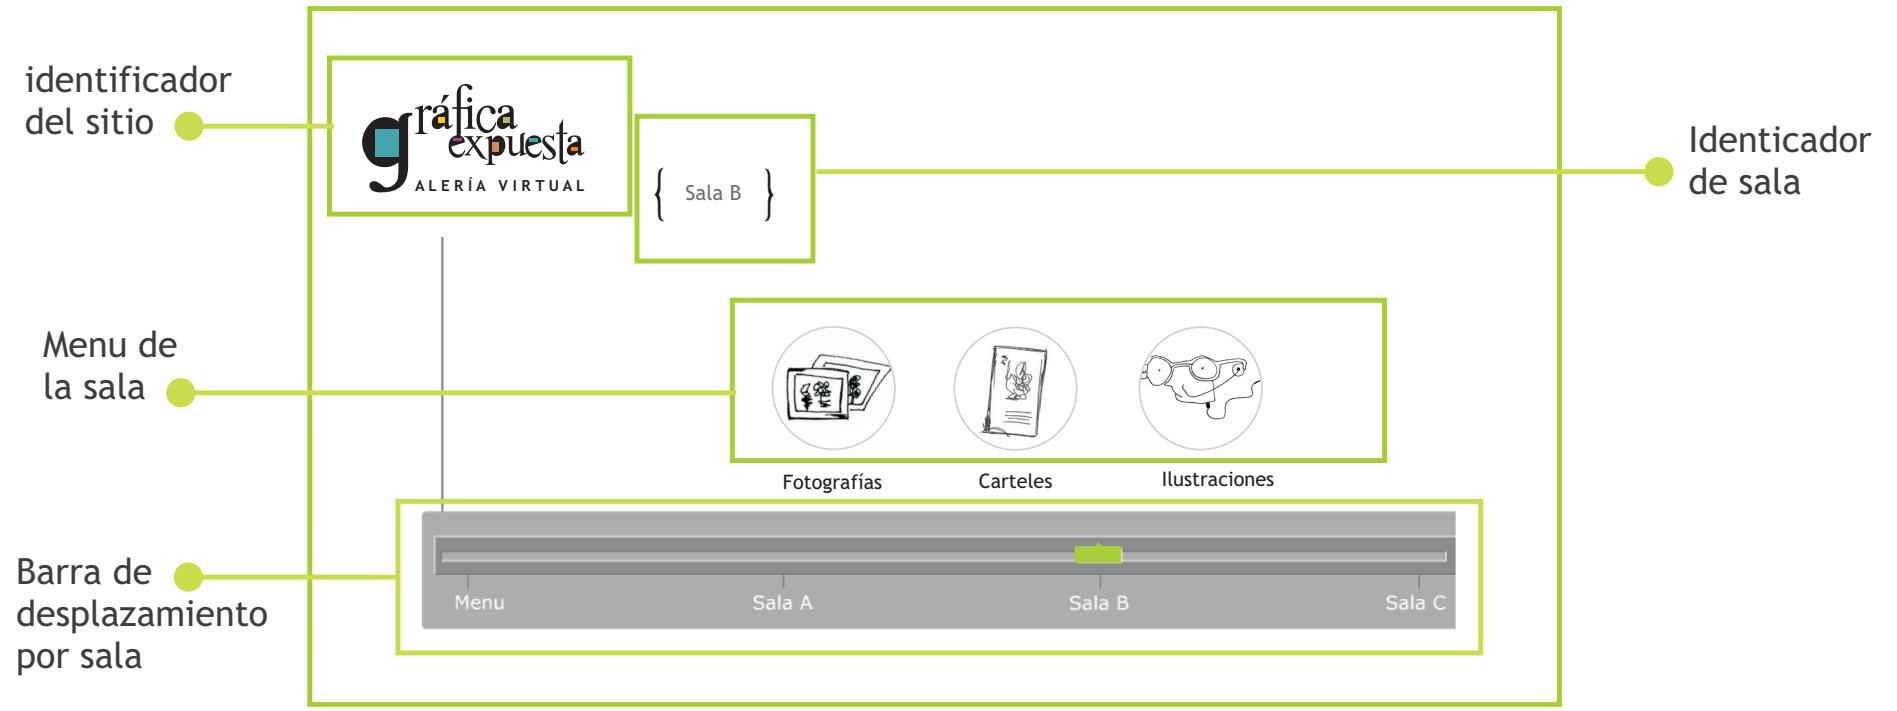 identificador
del sitio
gráfica
expuesta
ALERÍA VIRTUAL
{ Sala B }
Identicador
de sala
Menu de
la sala
Fotografías
Carteles
Ilustraciones
Barra de
desplazamiento
por sala
Menu
Sala A
Sala B
Sala C